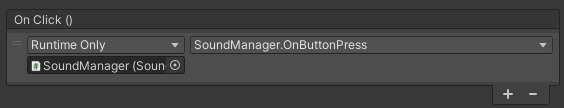 On Click ()
Runtime Only
SoundManager.OnButtonPress
SoundManager (Soun